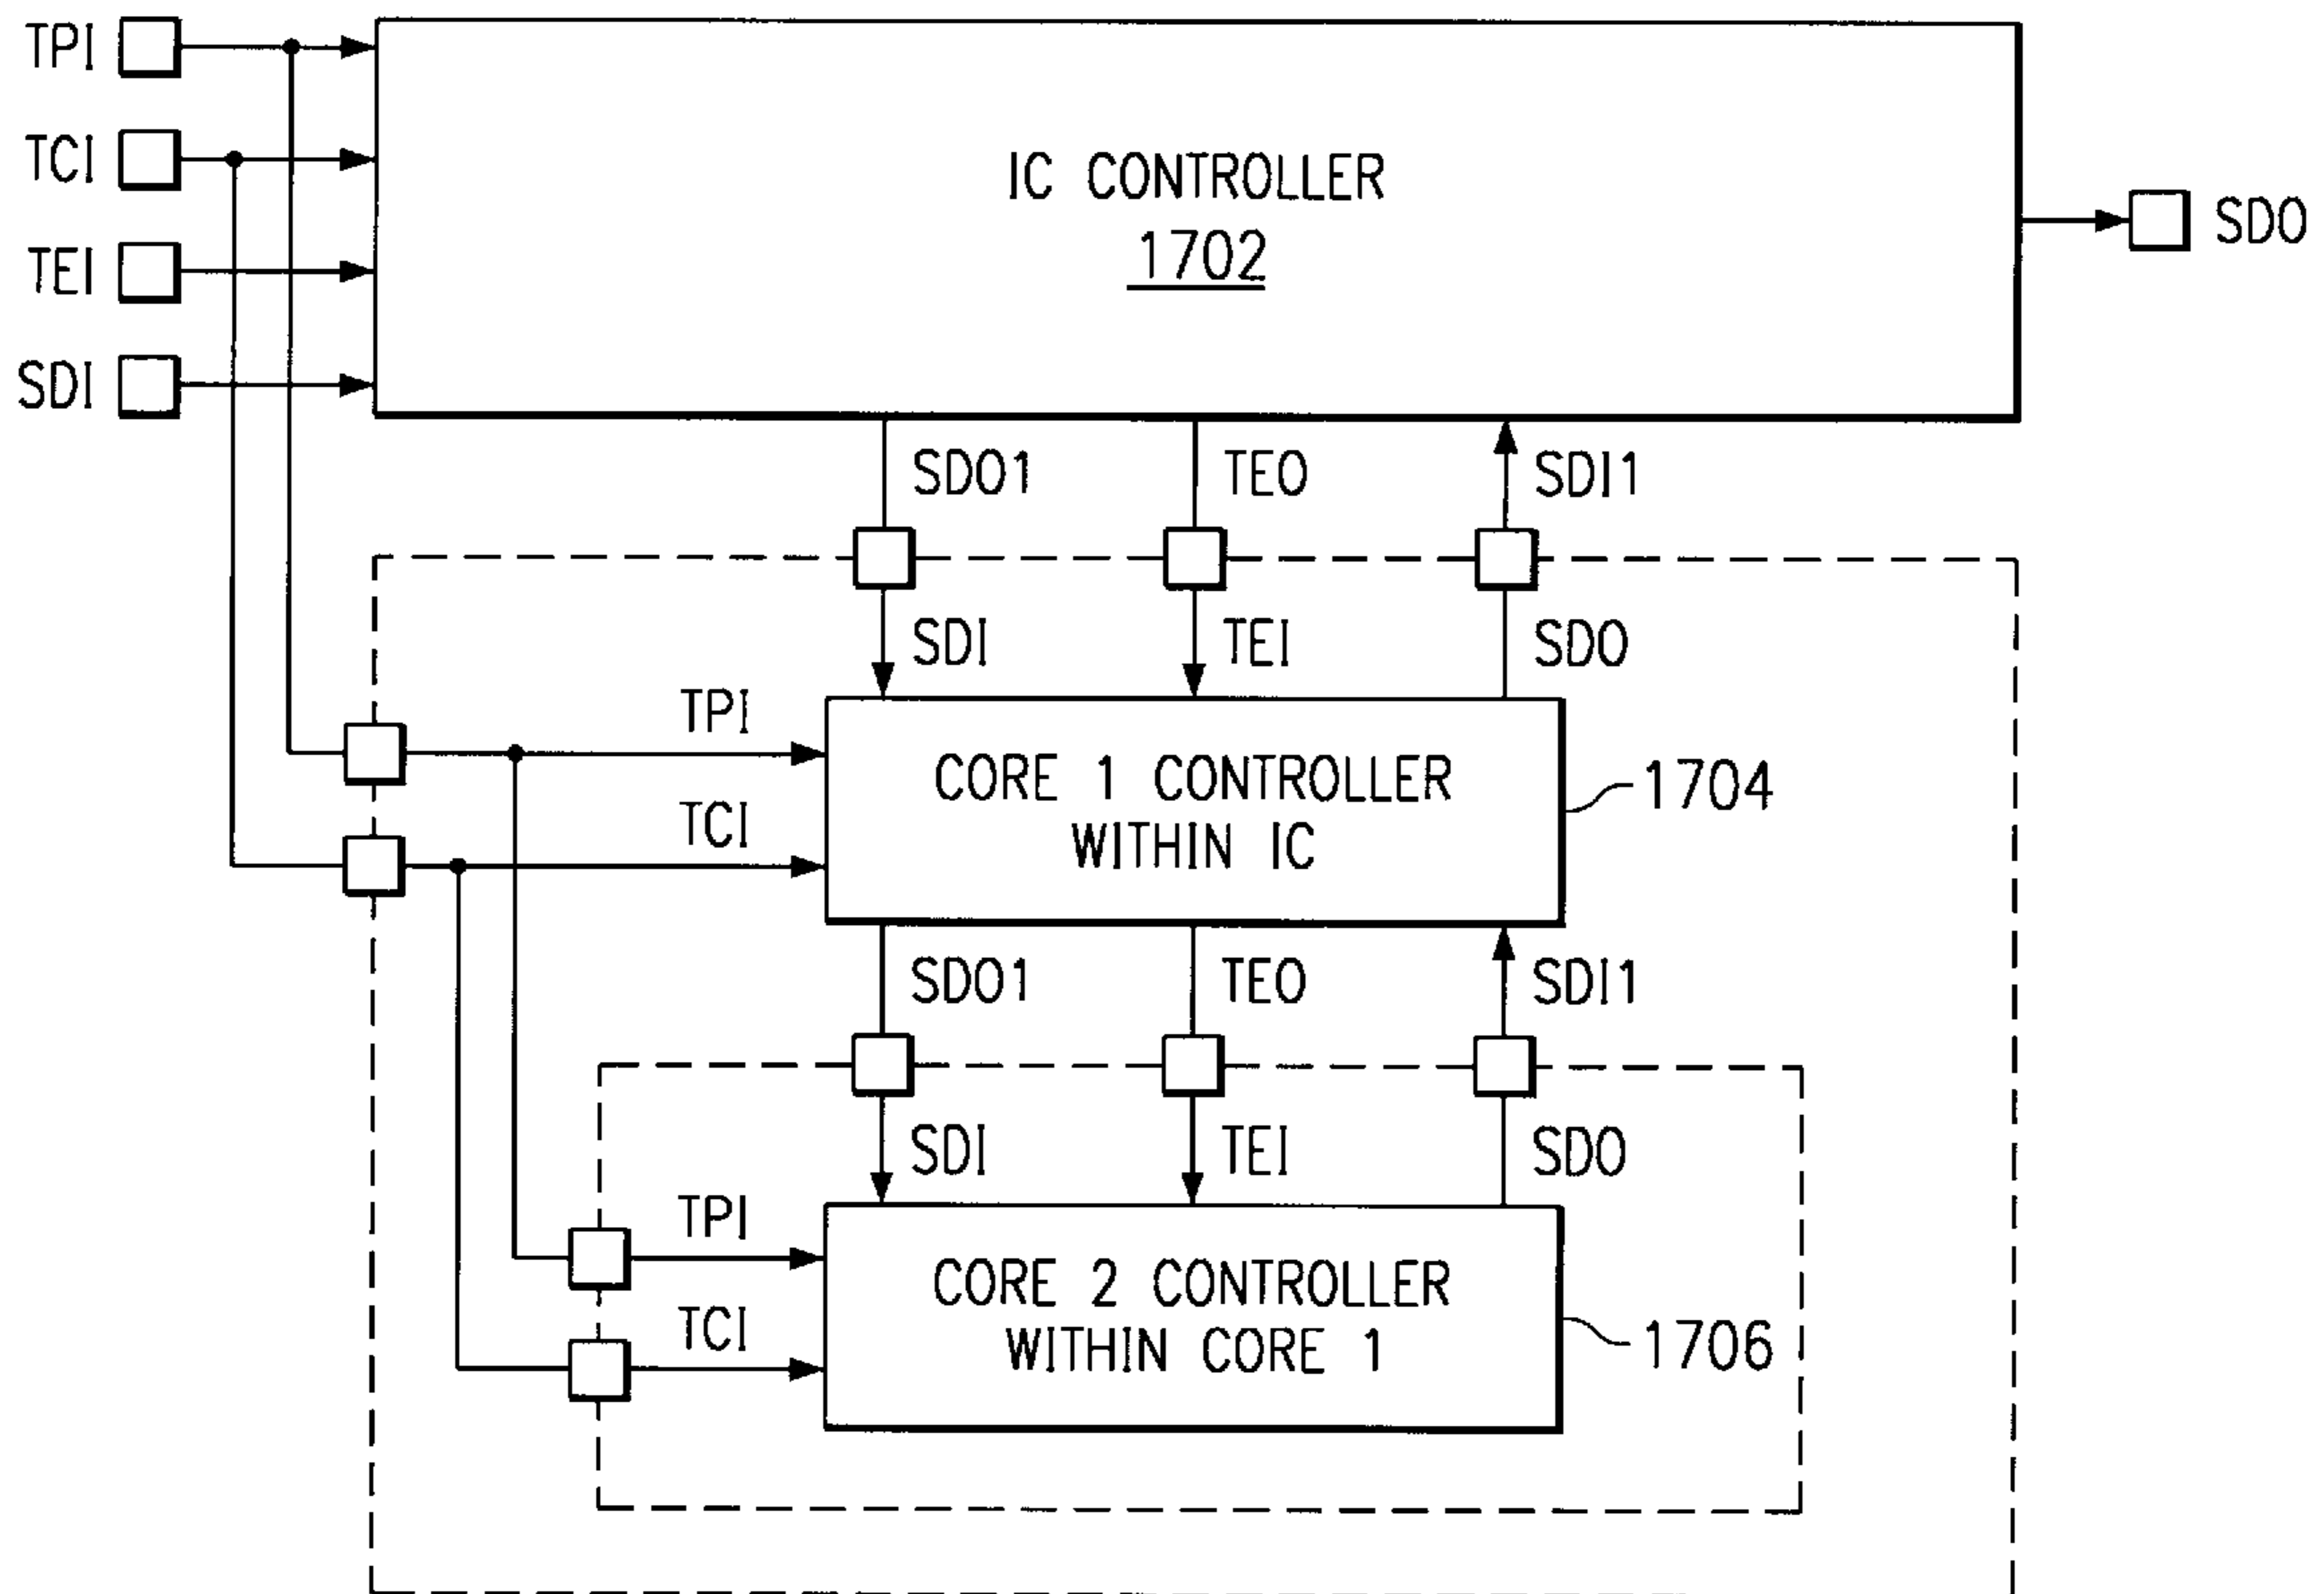 TPI
TCI
TEI
SDI
IC CONTROLLER
1702
SDO
SDO1
TEO
SDI1
SDI
TEI
SDO
TPI
TCI
CORE 1 CONTROLLER
WITHIN IC
1704
SDO1
TEO
SDI1
SDI
TEI
SDO
TPI
TCI
CORE 2 CONTROLLER
WITHIN CORE 1
1706